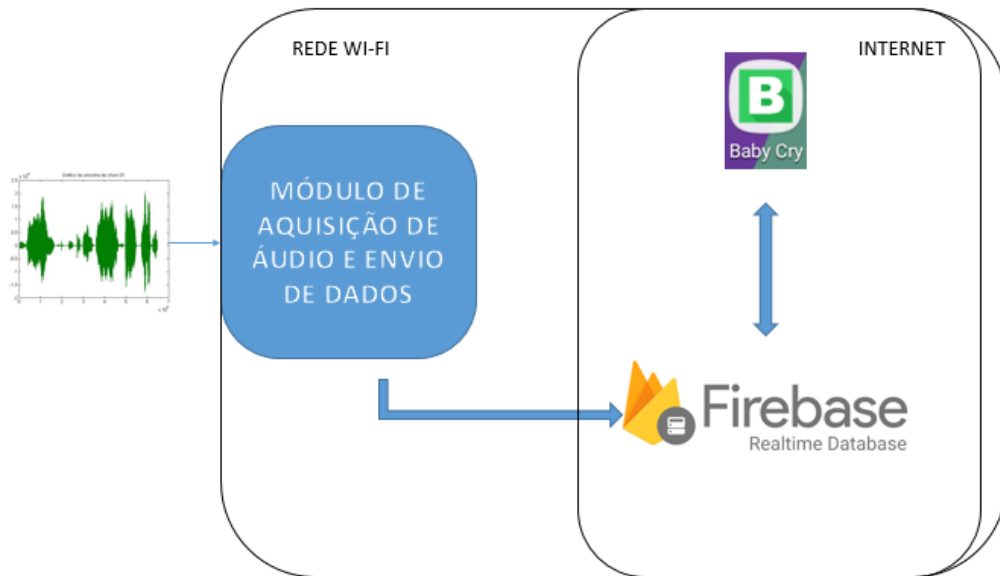 REDE WI-FI
INTERNET
B
Baby Cry
MÓDULO DE
AQUISIÇÃO DE
ÁUDIO E ENVIO
DE DADOS
Firebase
Realtime Database